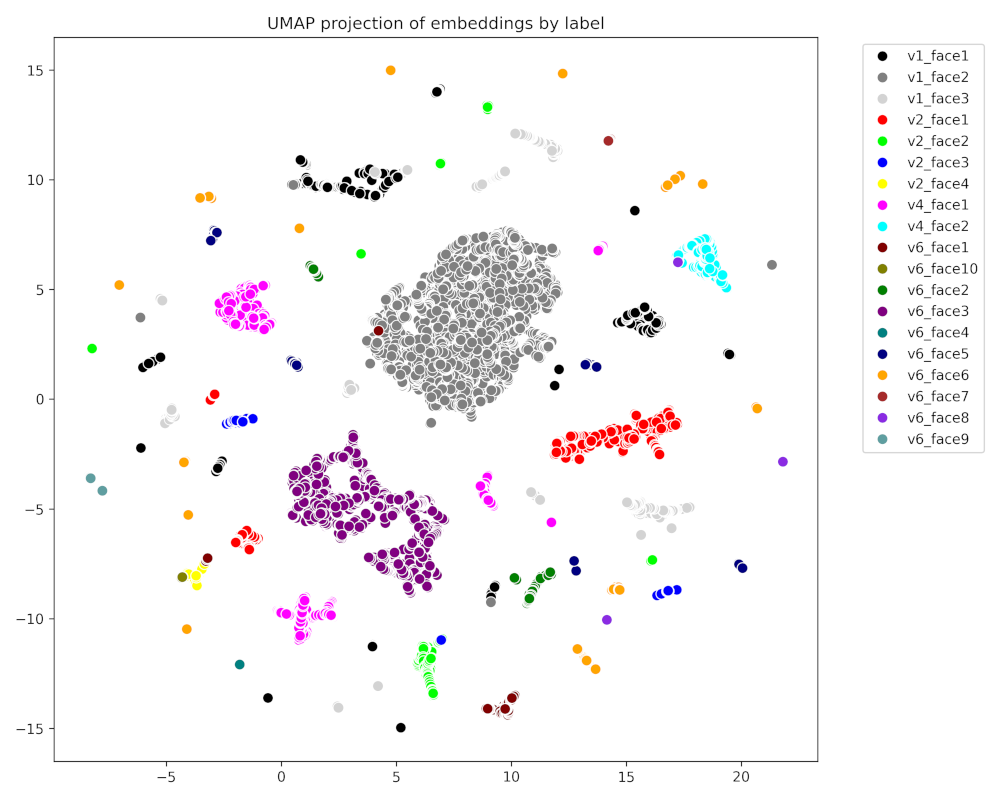 UMAP projection of embeddings by label
15
10
5
0
−5
−10
−15
−5
0
5
10
15
20
v1_face1
v1_face2
v1_face3
v2_face1
v2_face2
v2_face3
v2_face4
v4_face1
v4_face2
v6_face1
v6_face10
v6_face2
v6_face3
v6_face4
v6_face5
v6_face6
v6_face7
v6_face8
v6_face9